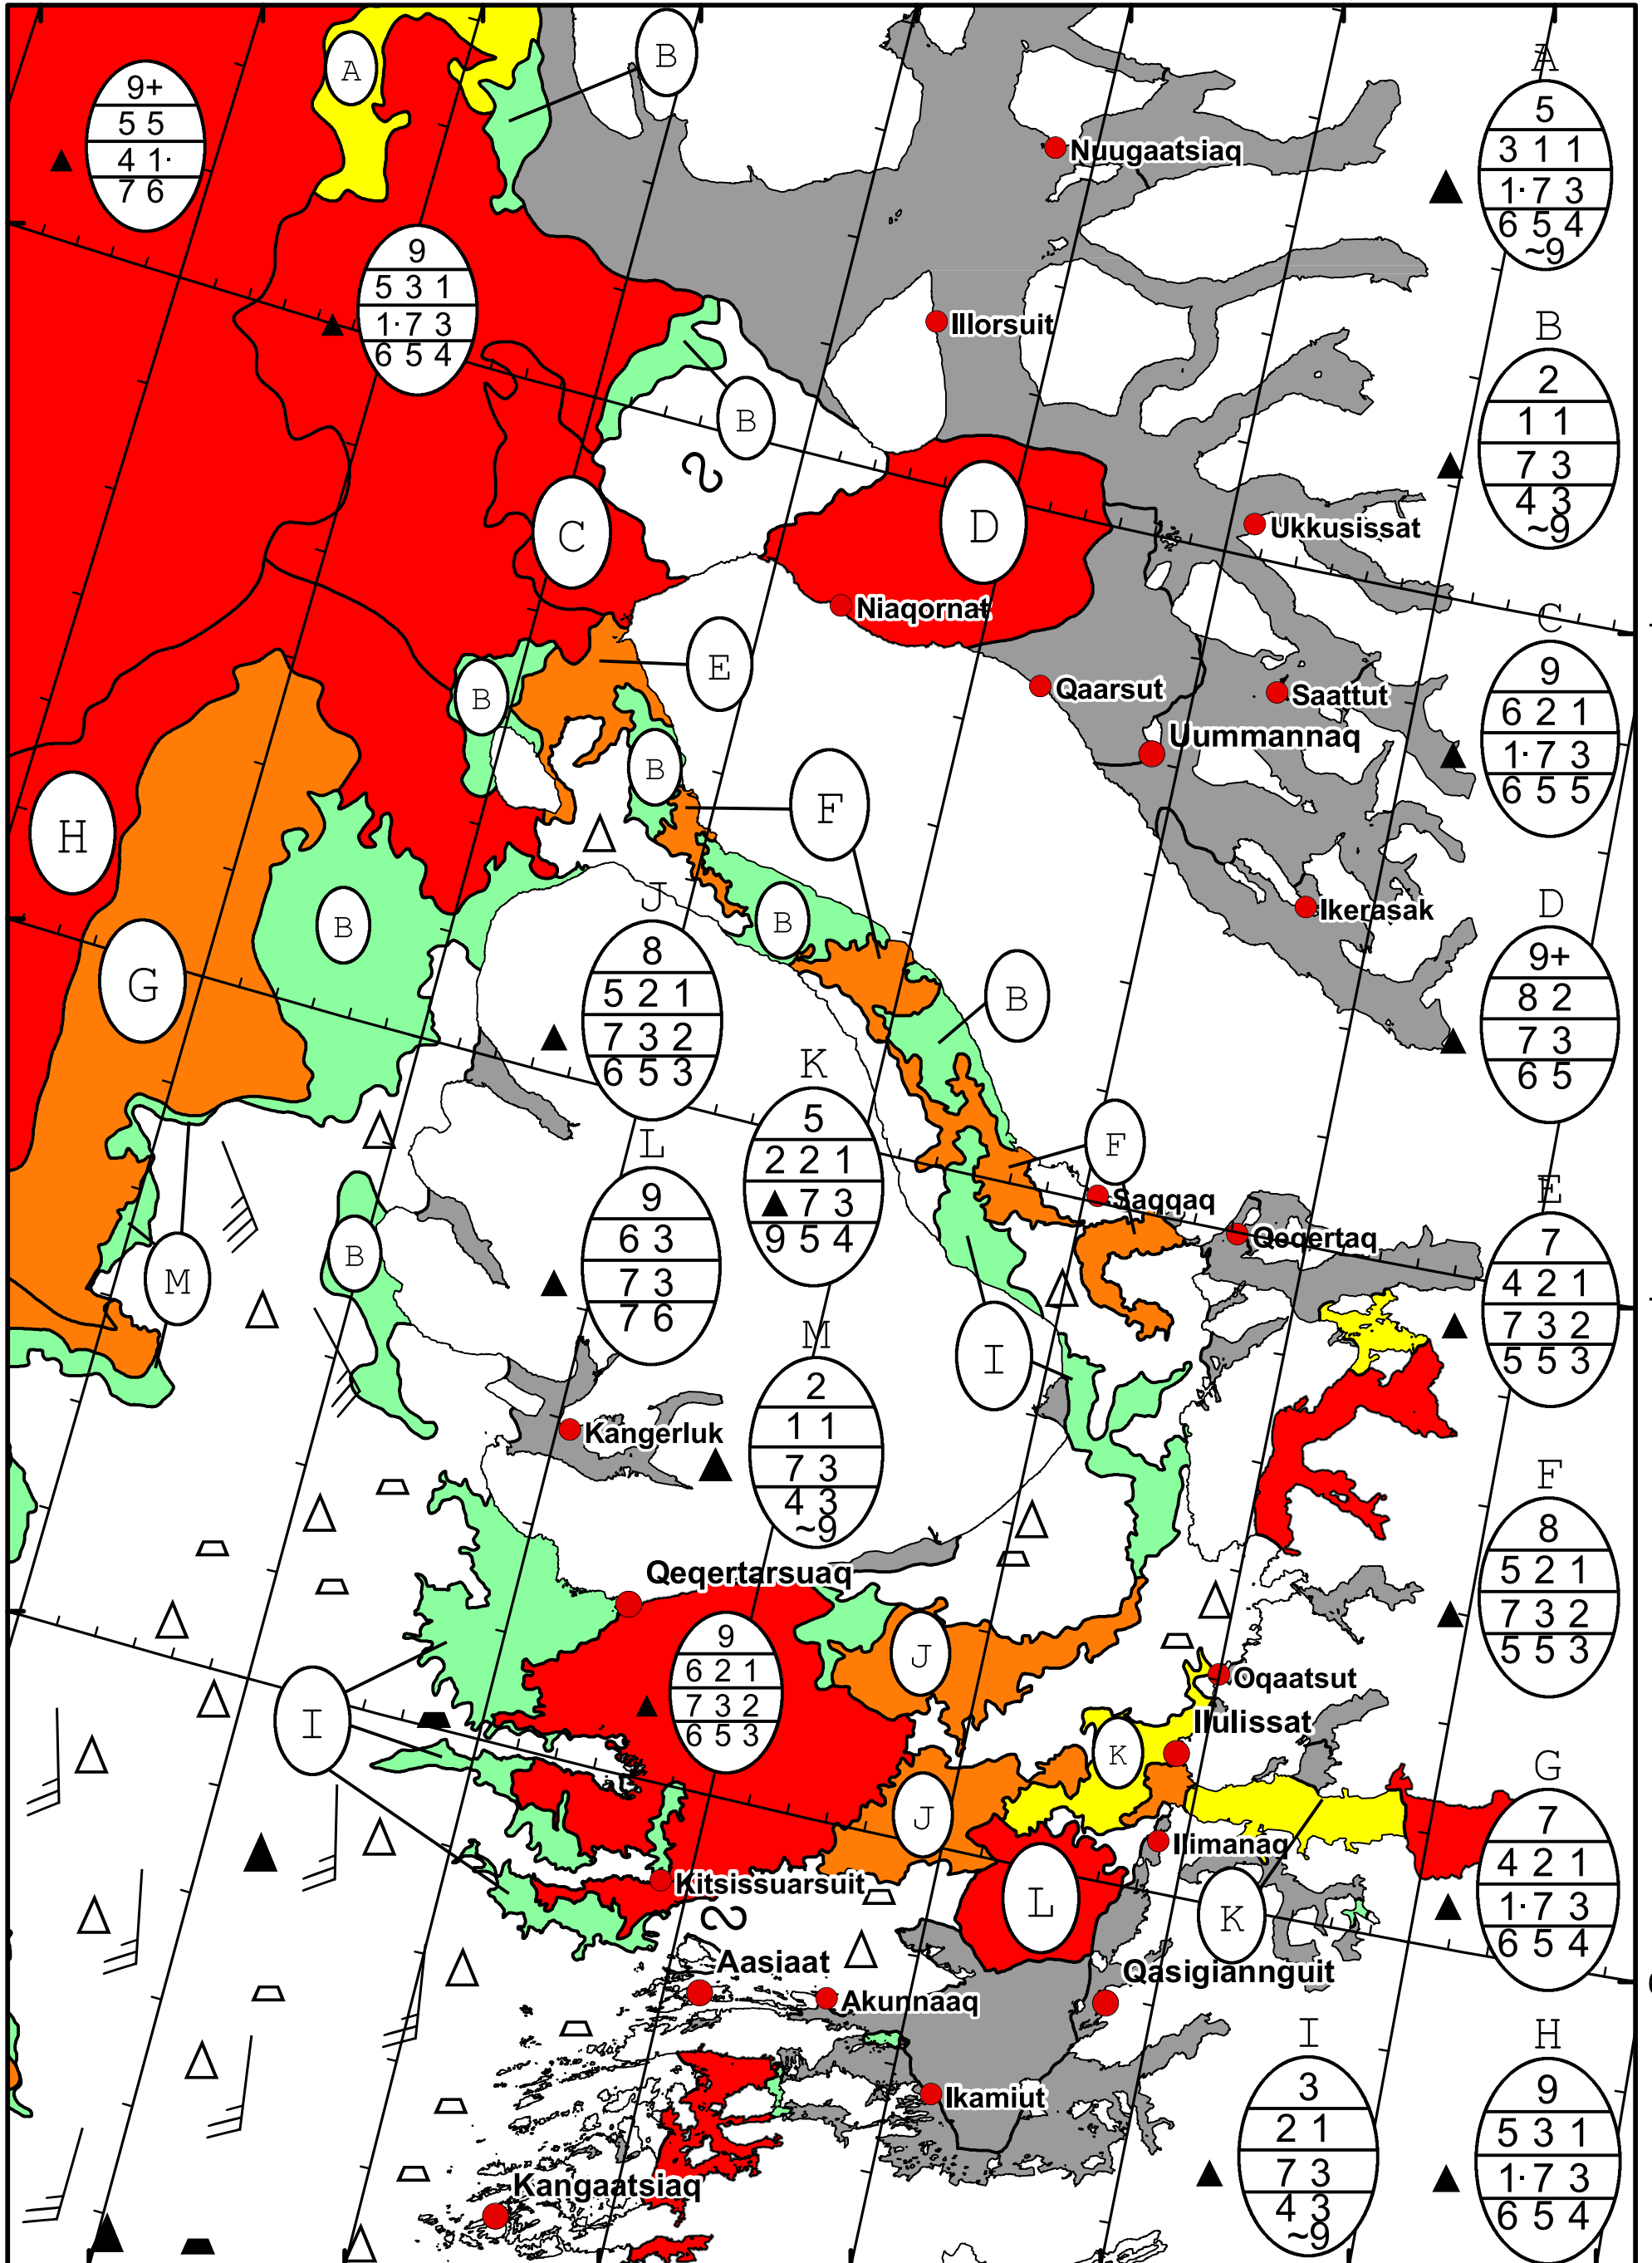 A
B
9+
5 5
4 1·
7 6
9
5 3 1
1·7 3
6 5 4
B
C
D
E
B
B
F
H
B
B
G
B
F
M
B
I
I
J
J
K
L
K
Nuugaatsiaq
Illorsuit
Ukkusissat
Niaqornat
Qaarsut
Saattut
Uummannaq
Ikerasak
Saqqaq
Qeqertaq
Kangerluk
Qeqertarsuaq
9
6 2 1
7 3 2
6 5 3
Oqaatsut
Ilulissat
Ilimanaq
Kitsissuarsuit
Aasiaat
Akunnaaq
Qasigiannguit
Ikamiut
Kangaatsiaq
J
8
5 2 1
7 3 2
6 5 3
K
5
2 2 1
▲ 7 3
9 5 4
L
9
6 3
7 3
7 6
M
2
1 1
7 3
4 3
~9
A
5
3 1 1
1·7 3
6 5 4
~9
B
2
1 1
7 3
4 3
~9
C
9
6 2 1
1·7 3
6 5 5
D
9+
8 2
7 3
6 5
E
7
4 2 1
7 3 2
5 5 3
F
8
5 2 1
7 3 2
5 5 3
G
7
4 2 1
1·7 3
6 5 4
I
3
2 1
7 3
4 3
~9
H
9
5 3 1
1·7 3
6 5 4